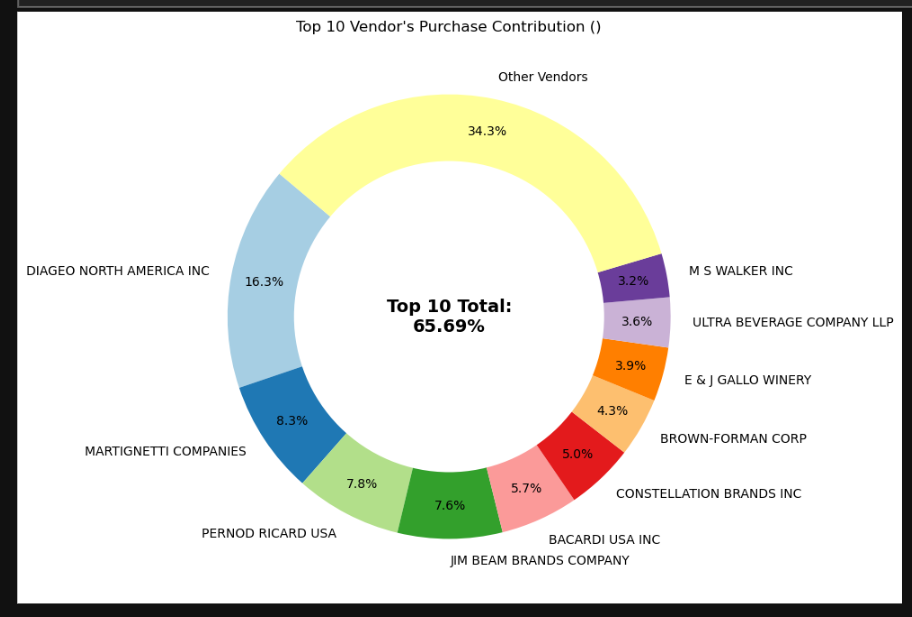 Top 10 Vendor's Purchase Contribution ()
Other Vendors
34.3%
M S WALKER INC
3.2%
DIAGEO NORTH AMERICA INC
16.3%
Top 10 Total:
65.69%
3.6%
ULTRA BEVERAGE COMPANY LLP
3.9%
E & J GALLO WINERY
4.3%
BROWN-FORMAN CORP
8.3%
MARTIGNETTI COMPANIES
5.0%
CONSTELLATION BRANDS INC
7.8%
5.7%
7.6%
PERNOD RICARD USA
BACARDI USA INC
JIM BEAM BRANDS COMPANY